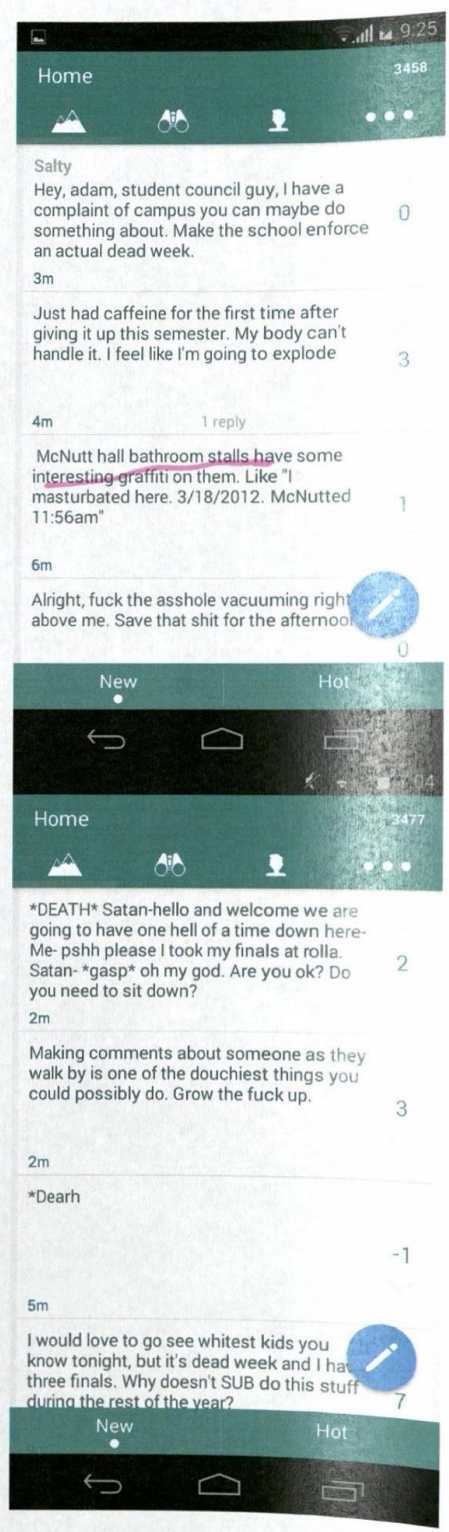 9:25
Home 3458
Salty
Hey, adam, student council guy, I have a
complaint of campus you can maybe do
something about. Make the school enforce
an actual dead week.
0
3m
Just had caffeine for the first time after
giving it up this semester. My body can't
handle it. I feel like I'm going to explode
3
4m 1 reply
McNutt hall bathroom stalls have some
interesting graffiti on them. Like "I
masturbated here. 3/18/2012. McNutted
11:56am"
1
6m
Alright, fuck the asshole vacuuming right
above me. Save that shit for the afternoon
0
New Hot
04
Home 3477
*DEATH* Satan-hello and welcome we are
going to have one hell of a time down here-
Me- pshh please I took my finals at rolla.
Satan- *gasp* oh my god. Are you ok? Do
you need to sit down?
2
2m
Making comments about someone as they
walk by is one of the douchiest things you
could possibly do. Grow the fuck up.
3
2m
*Dearh
-1
5m
I would love to go see whitest kids you
know tonight, but it's dead week and I ha
three finals. Why doesn't SUB do this stuff
during the rest of the year?
7
New Hot